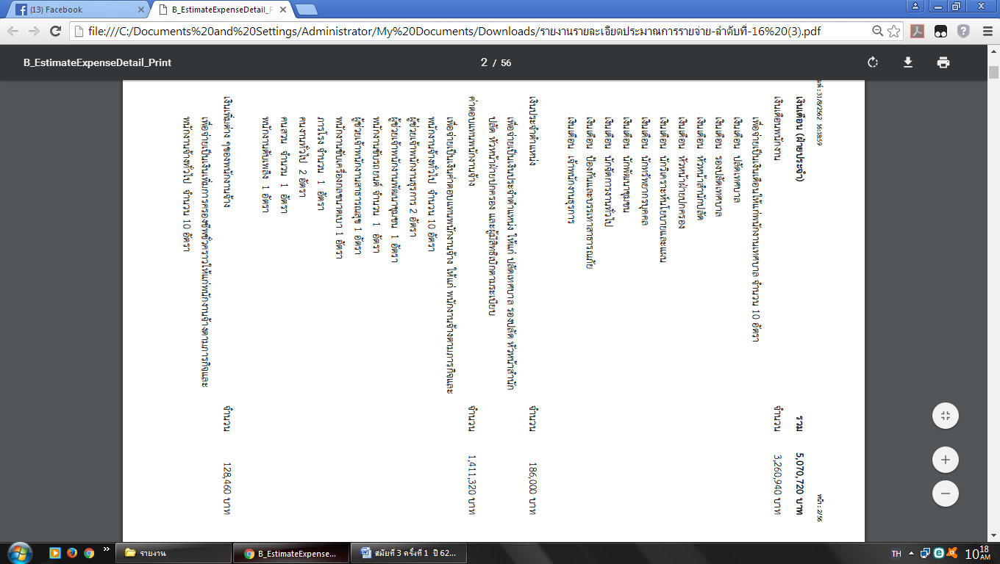 (13) Facebook
B_EstimateExpenseDetail_P
file:///C:/Documents%20and%20Settings/Administrator/My%20Documents/Downloads/รายงานรายละเอียดประมาณการรายจ่าย-ลำดับที่-16%20(3).pdf
B_EstimateExpenseDetail_Print
2 / 56
มพ์ : 31/8/2562 16:18:59
หน้า : 2/56
เงินเดือน (ฝ่ายประจำ) รวม 5,070,720 บาท
เงินเดือนพนักงาน จำนวน 3,260,940 บาท
เพื่อจ่ายเป็นเงินเดือนให้แก่พนักงานเทศบาล จำนวน 10 อัตรา
เงินเดือน ปลัดเทศบาล
เงินเดือน รองปลัดเทศบาล
เงินเดือน หัวหน้าสำนักปลัด
เงินเดือน หัวหน้าฝ่ายปกครอง
เงินเดือน นักวิเคราะห์นโยบายและแผน
เงินเดือน นักทรัพยากรบุคคล
เงินเดือน นักพัฒนาชุมชน
เงินเดือน นักจัดการงานทั่วไป
เงินเดือน ป้องกันและบรรเทาสาธารณภัย
เงินเดือน เจ้าพนักงานธุรการ
เงินประจำตำแหน่ง จำนวน 186,000 บาท
เพื่อจ่ายเป็นเงินประจำตำแหน่ง ให้แก่ ปลัดเทศบาล รองปลัด หัวหน้าสำนัก
ปลัด หัวหน้าฝ่ายปกครอง และผู้มีสิทธิเบิกตามระเบียบ
ค่าตอบแทนพนักงานจ้าง จำนวน 1,411,320 บาท
เพื่อจ่ายเป็นเงินค่าตอบแทนพนักงานจ้าง ให้แก่ พนักงานจ้างตามภารกิจและ
พนักงานจ้างทั่วไป จำนวน 10 อัตรา
ผู้ช่วยเจ้าพนักงานธุรการ 2 อัตรา
ผู้ช่วยเจ้าพนักงานพัฒนาชุมชน 1 อัตรา
พนักงานขับรถยนต์ จำนวน 1 อัตรา
ผู้ช่วยเจ้าพนักงานสาธารณสุข 1 อัตรา
พนักงานขับเครื่องกลขนาดเบา 1 อัตรา
ภารโรง จำนวน 1 อัตรา
คนงานทั่วไป 2 อัตรา
คนสวน จำนวน 1 อัตรา
พนักงานดับเพลิง 1 อัตรา
เงินเพิ่มต่าง ๆของพนักงานจ้าง จำนวน 128,460 บาท
เพื่อจ่ายเป็นเงินเพิ่มการครองชีพชั่วคราวให้แก่พนักงานจ้างตามภารกิจและ
พนักงานจ้างทั่วไป จำนวน 10 อัตรา
รายงาน
B_EstimateExpense...
สมัยที่ 3 ครั้งที่ 1 ปี 62...
TH
10 18 AM